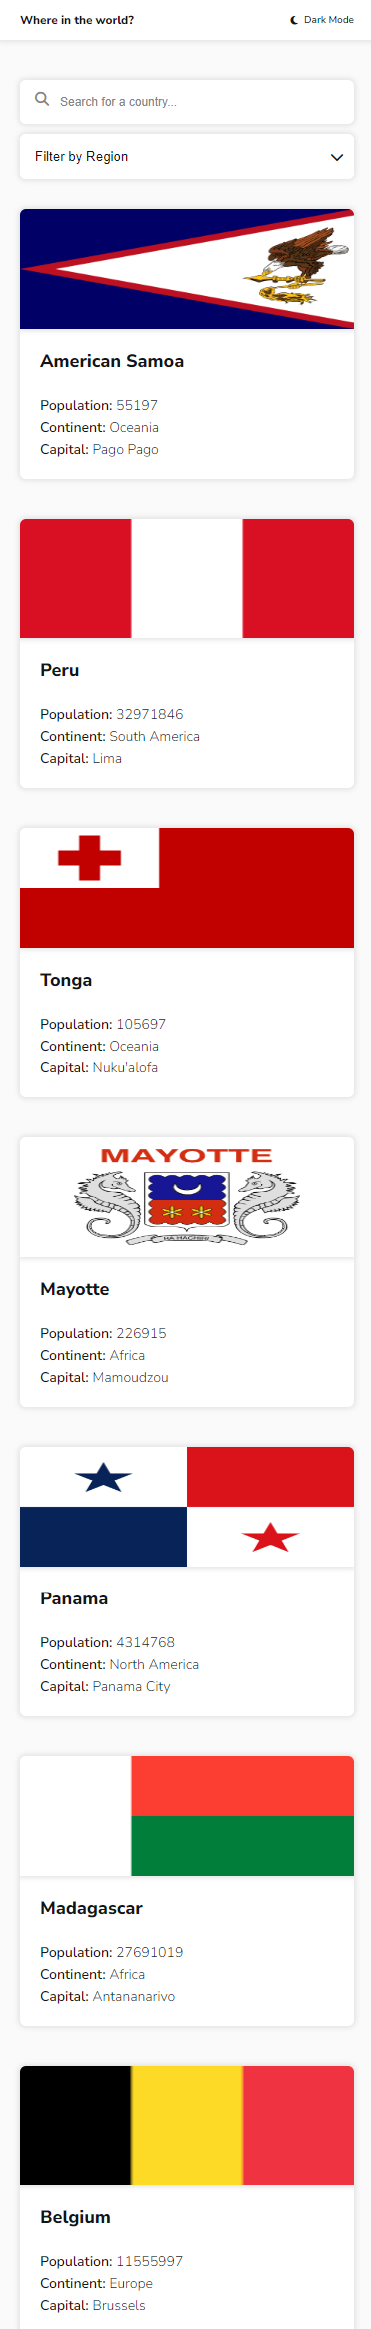 Where in the world?
Dark Mode
Search for a country...
Filter by Region
American Samoa
Population: 55197
Continent: Oceania
Capital: Pago Pago
Peru
Population: 32971846
Continent: South America
Capital: Lima
Tonga
Population: 105697
Continent: Oceania
Capital: Nuku'alofa
MAYOTTE
RA HACHIRI
Mayotte
Population: 226915
Continent: Africa
Capital: Mamoudzou
Panama
Population: 4314768
Continent: North America
Capital: Panama City
Madagascar
Population: 27691019
Continent: Africa
Capital: Antananarivo
Belgium
Population: 11555997
Continent: Europe
Capital: Brussels